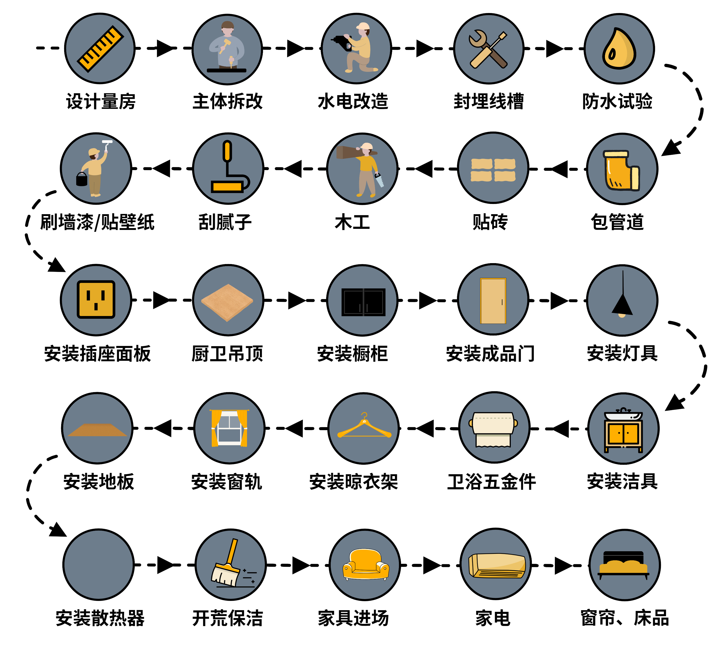 设计量房
主体拆改
水电改造
封埋线槽
防水试验
刷墙漆/贴壁纸
刮腻子
木工
贴砖
包管道
安装插座面板
厨卫吊顶
安装橱柜
安装成品门
安装灯具
安装地板
安装窗轨
安装晾衣架
卫浴五金件
安装洁具
安装散热器
开荒保洁
家具进场
家电
窗帘、床品